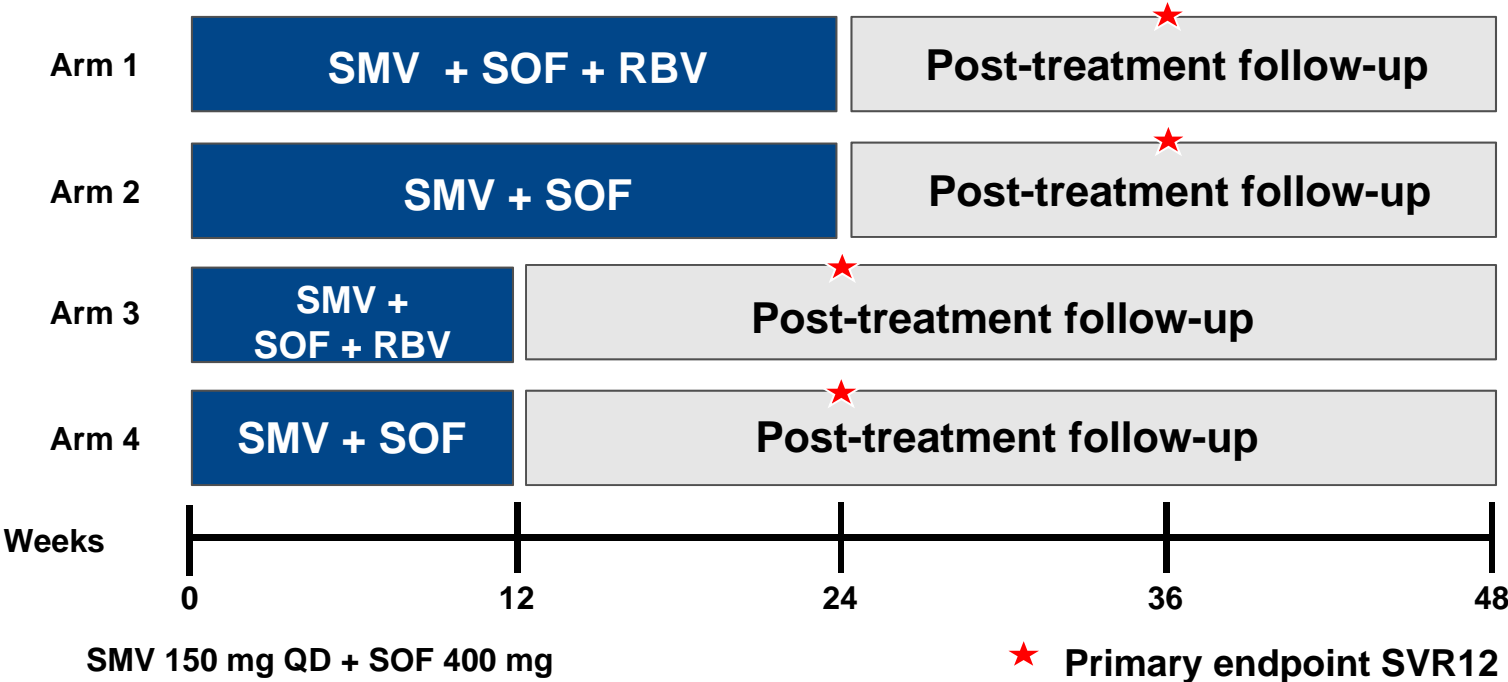 Arm 1
SMV + SOF + RBV
Post-treatment follow-up
Arm 2
SMV + SOF
Post-treatment follow-up
Arm 3
SMV +
SOF + RBV
Post-treatment follow-up
Arm 4
SMV + SOF
Post-treatment follow-up
Weeks
0 12 24 36 48
SMV 150 mg QD + SOF 400 mg
Primary endpoint SVR12